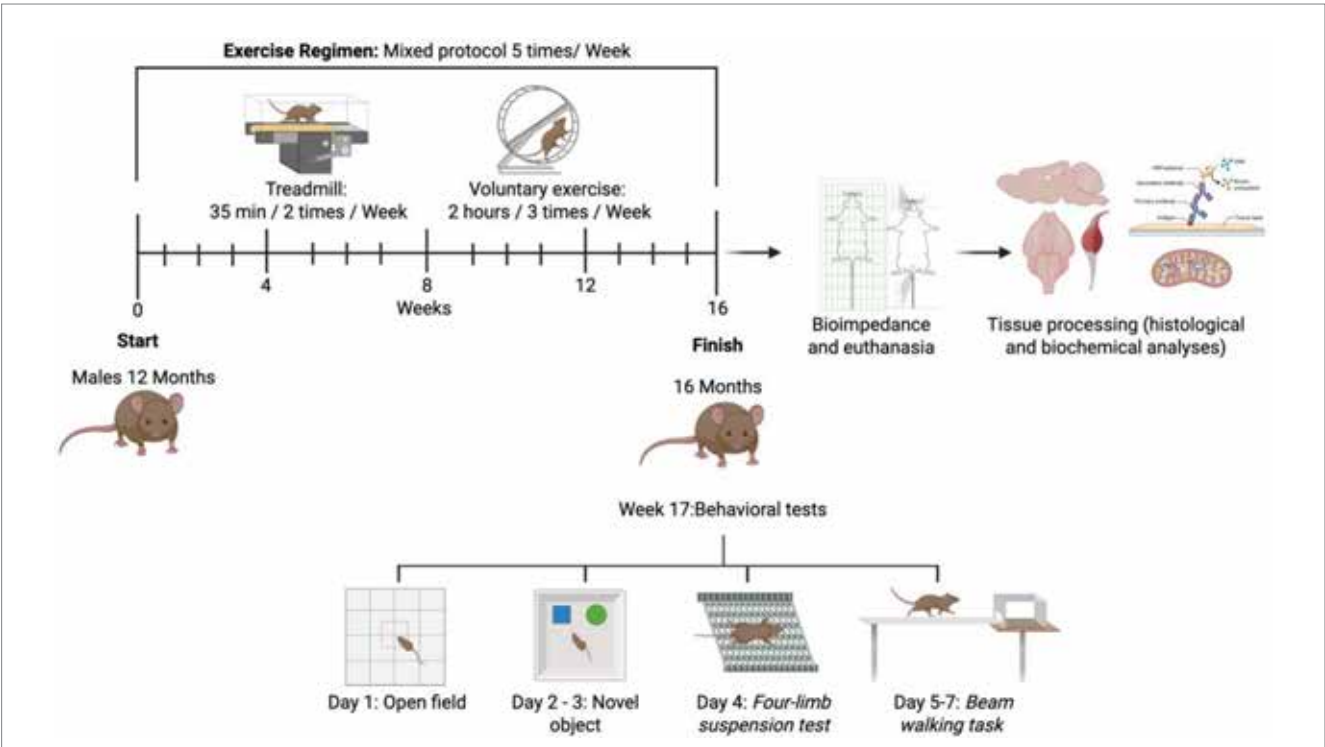 Exercise Regimen: Mixed protocol 5 times/ Week
Treadmill:
35 min / 2 times / Week
Voluntary exercise:
2 hours / 3 times / Week
0
4
8
12
16
Weeks
Start
Finish
Males 12 Months
16 Months
Bioimpedance
and euthanasia
Tissue processing (histological
and biochemical analyses)
Week 17:Behavioral tests
Day 1: Open field
Day 2 - 3: Novel
object
Day 4: Four-limb
suspension test
Day 5-7: Beam
walking task